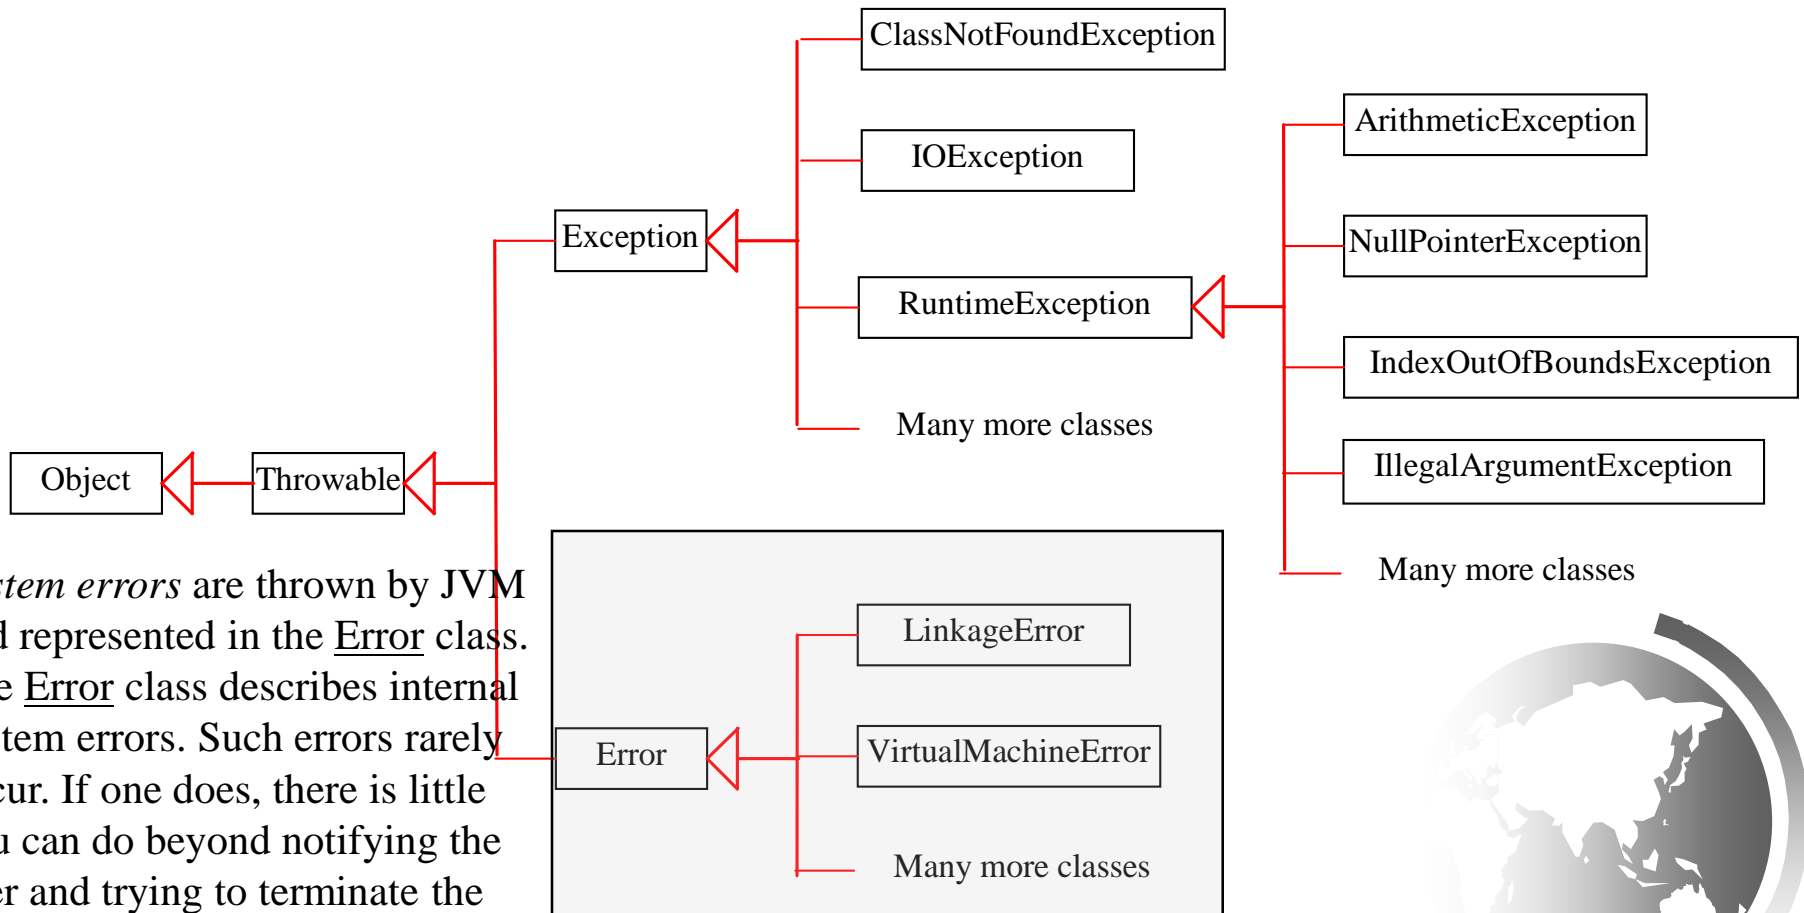 ClassNotFoundException
ArithmeticException
IOException
Exception
NullPointerException
RuntimeException
IndexOutOfBoundsException
Many more classes
Object
Throwable
IllegalArgumentException
Many more classes
stem errors are thrown by JVM
d represented in the Error class.
e Error class describes internal
tem errors. Such errors rarely
cur. If one does, there is little
u can do beyond notifying the
er and trying to terminate the
LinkageError
Error
VirtualMachineError
Many more classes